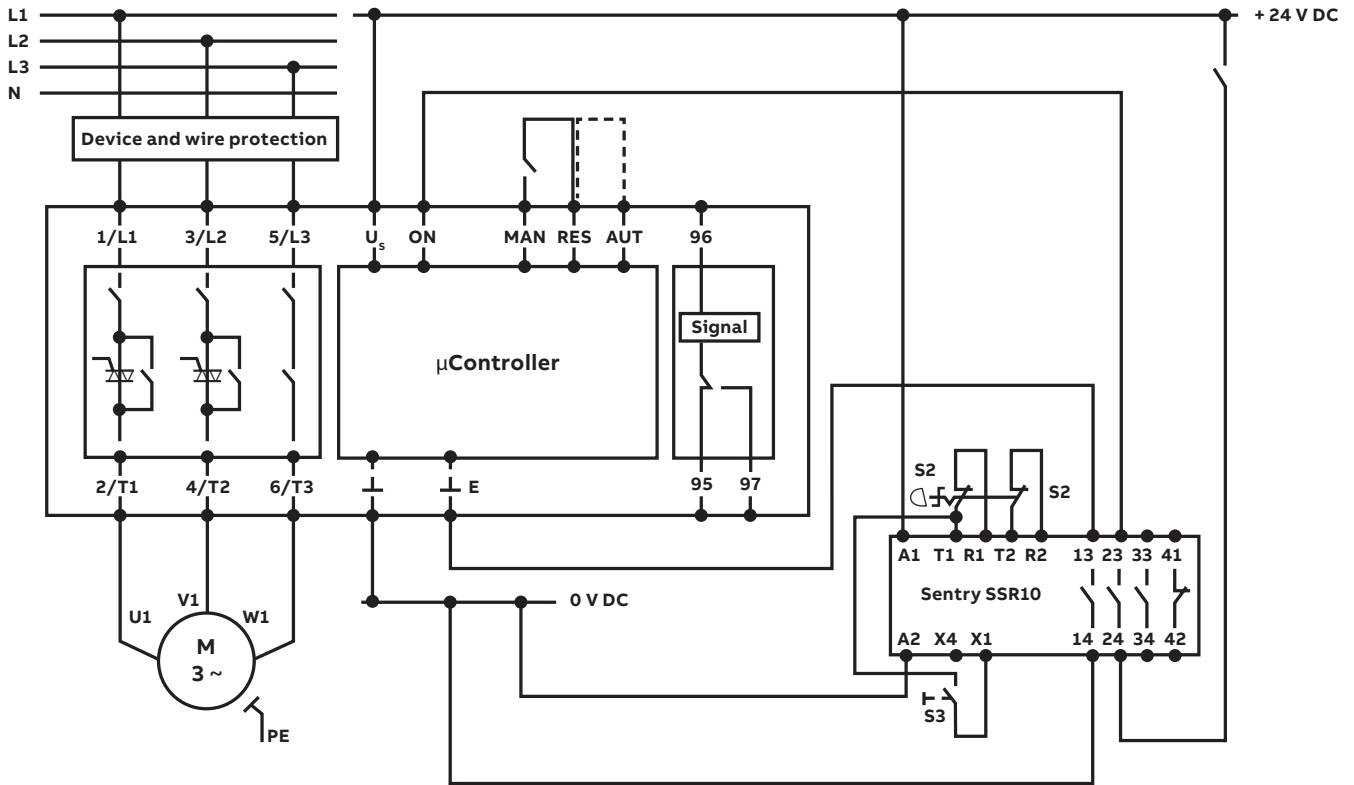 L1
+ 24 V DC
L2
L3
N
Device and wire protection
1/L1 3/L2 5/L3 Us ON MAN RES AUT 96
Signal
µController
2/T1 4/T2 6/T3 E 95 97
S2
S2
A1 T1 R1 T2 R2 13 23 33 41
Sentry SSR10
0 V DC
A2 X4 X1 14 24 34 42
U1 V1 W1
M
3 ~
S3
PE